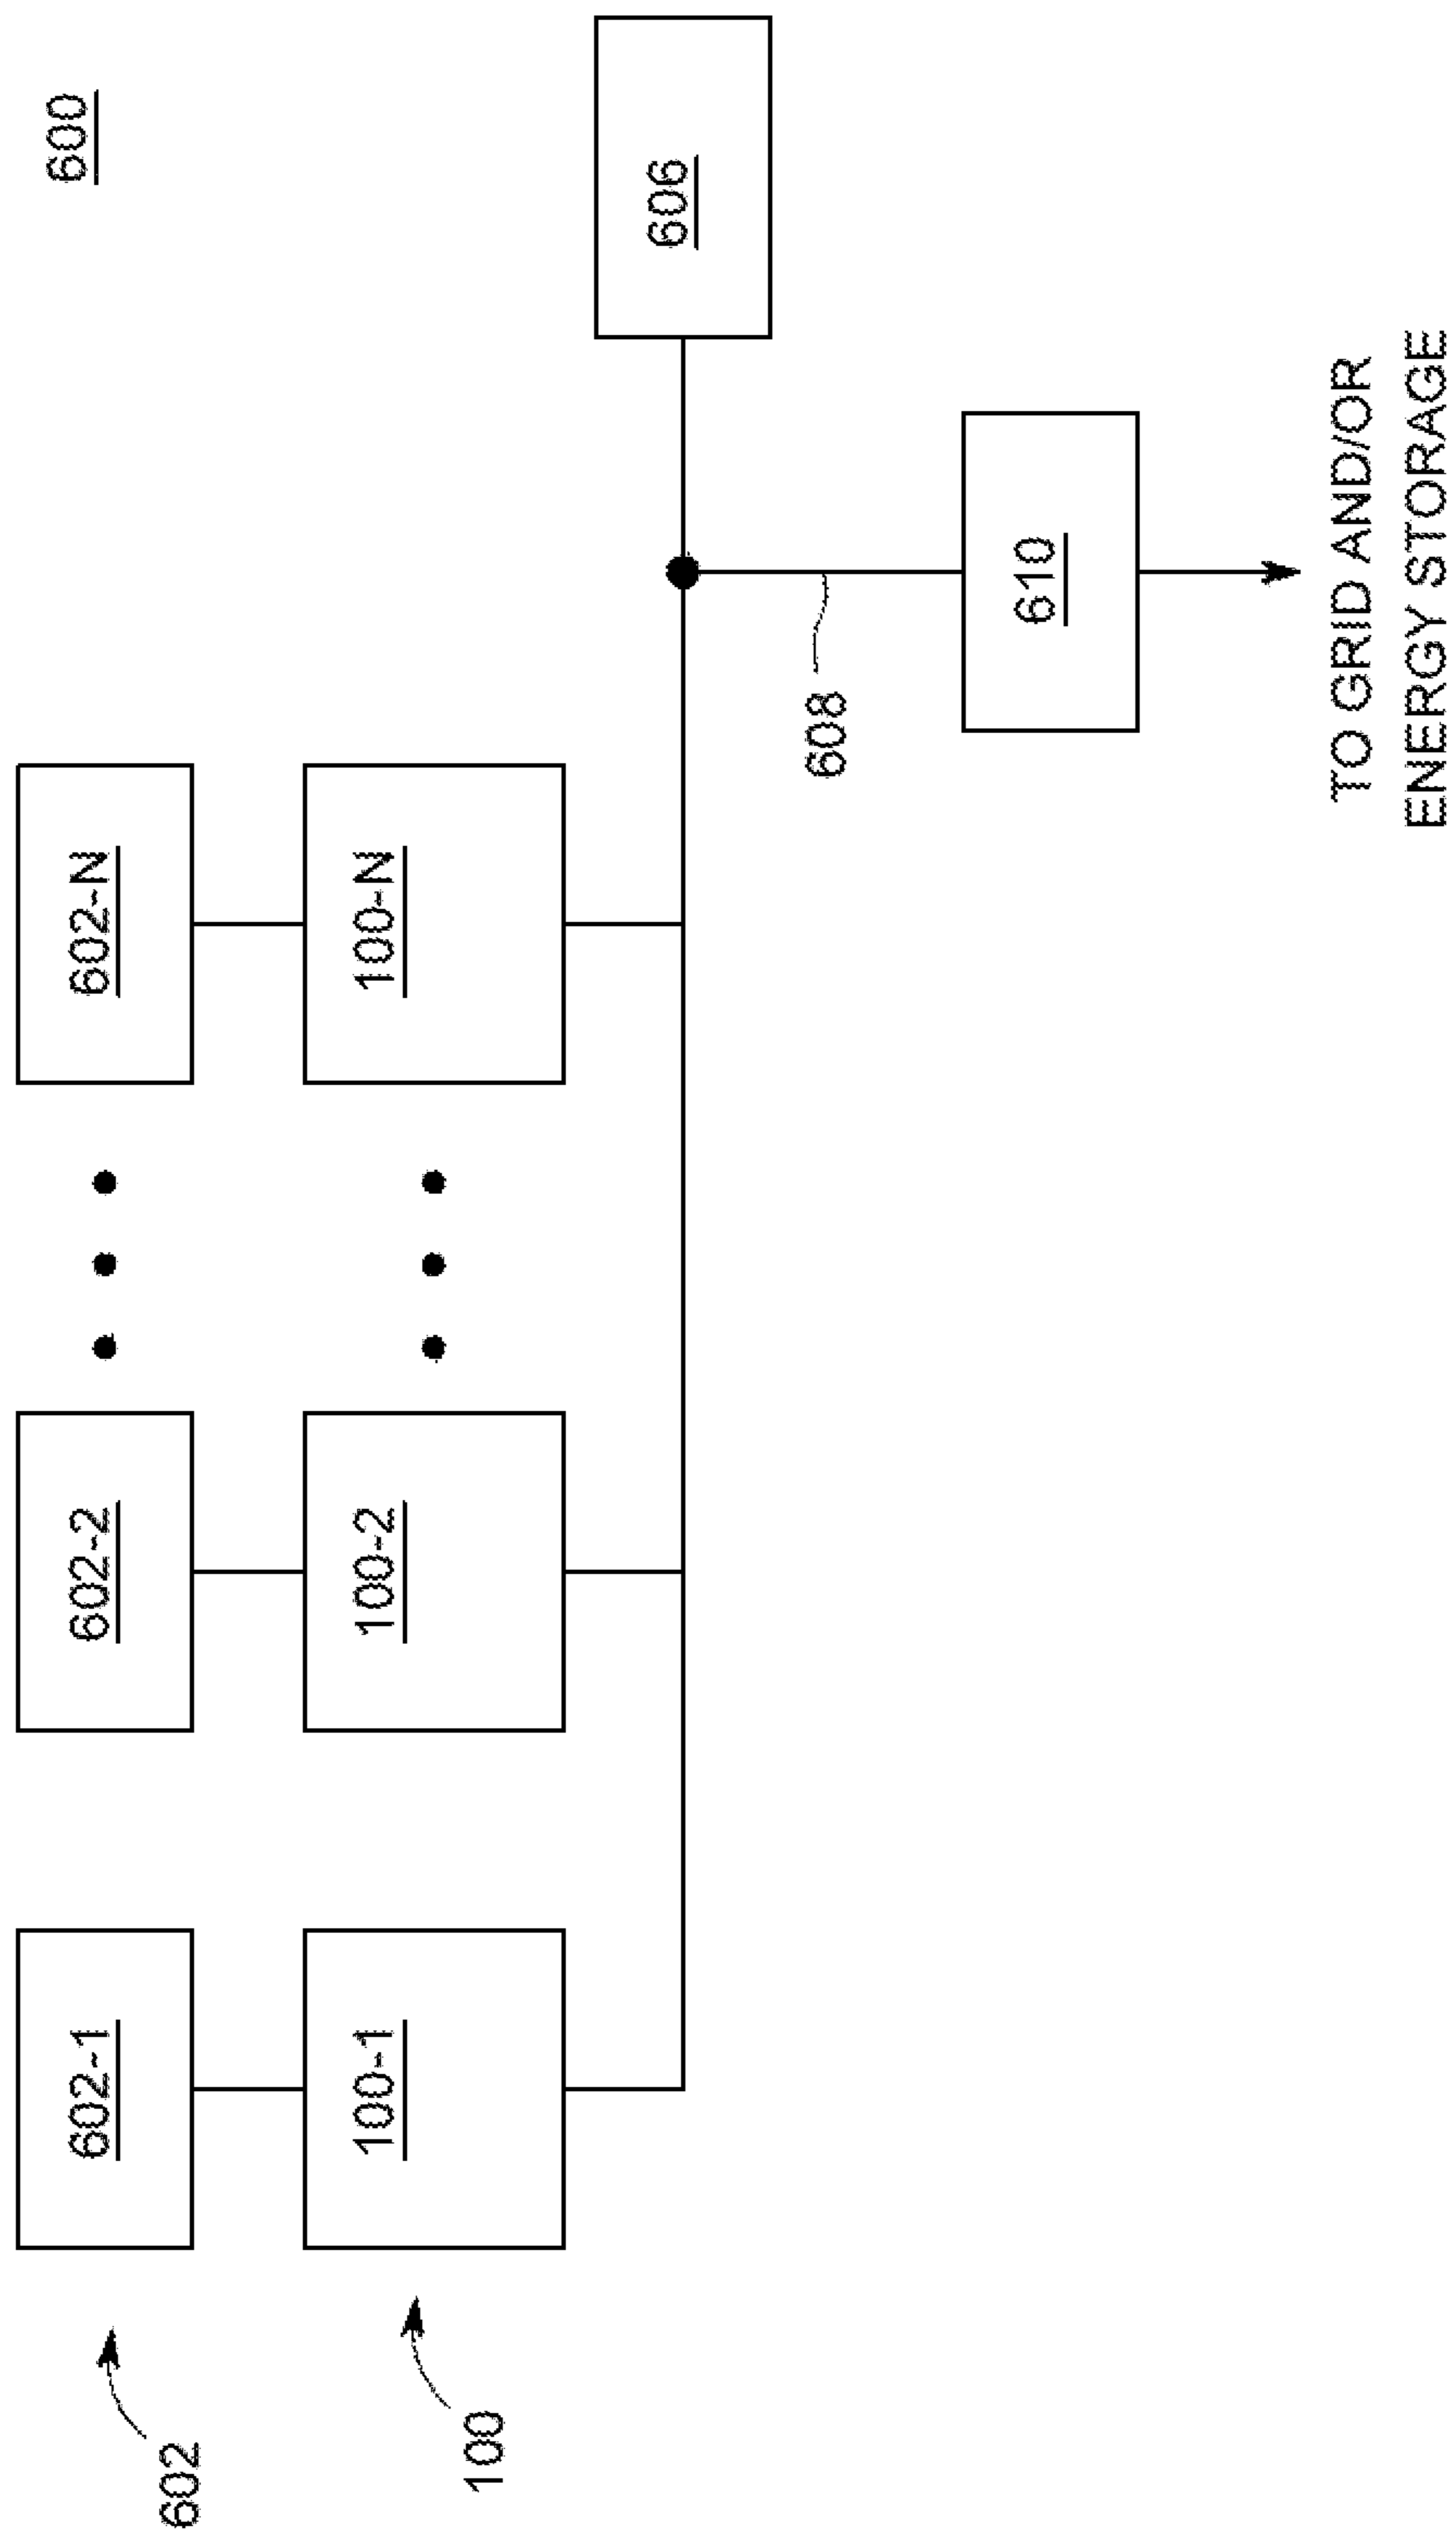 600
602-1
602-2
602-N
602
100-1
100-2
100-N
100
606
608
610
TO GRID AND/OR
ENERGY STORAGE